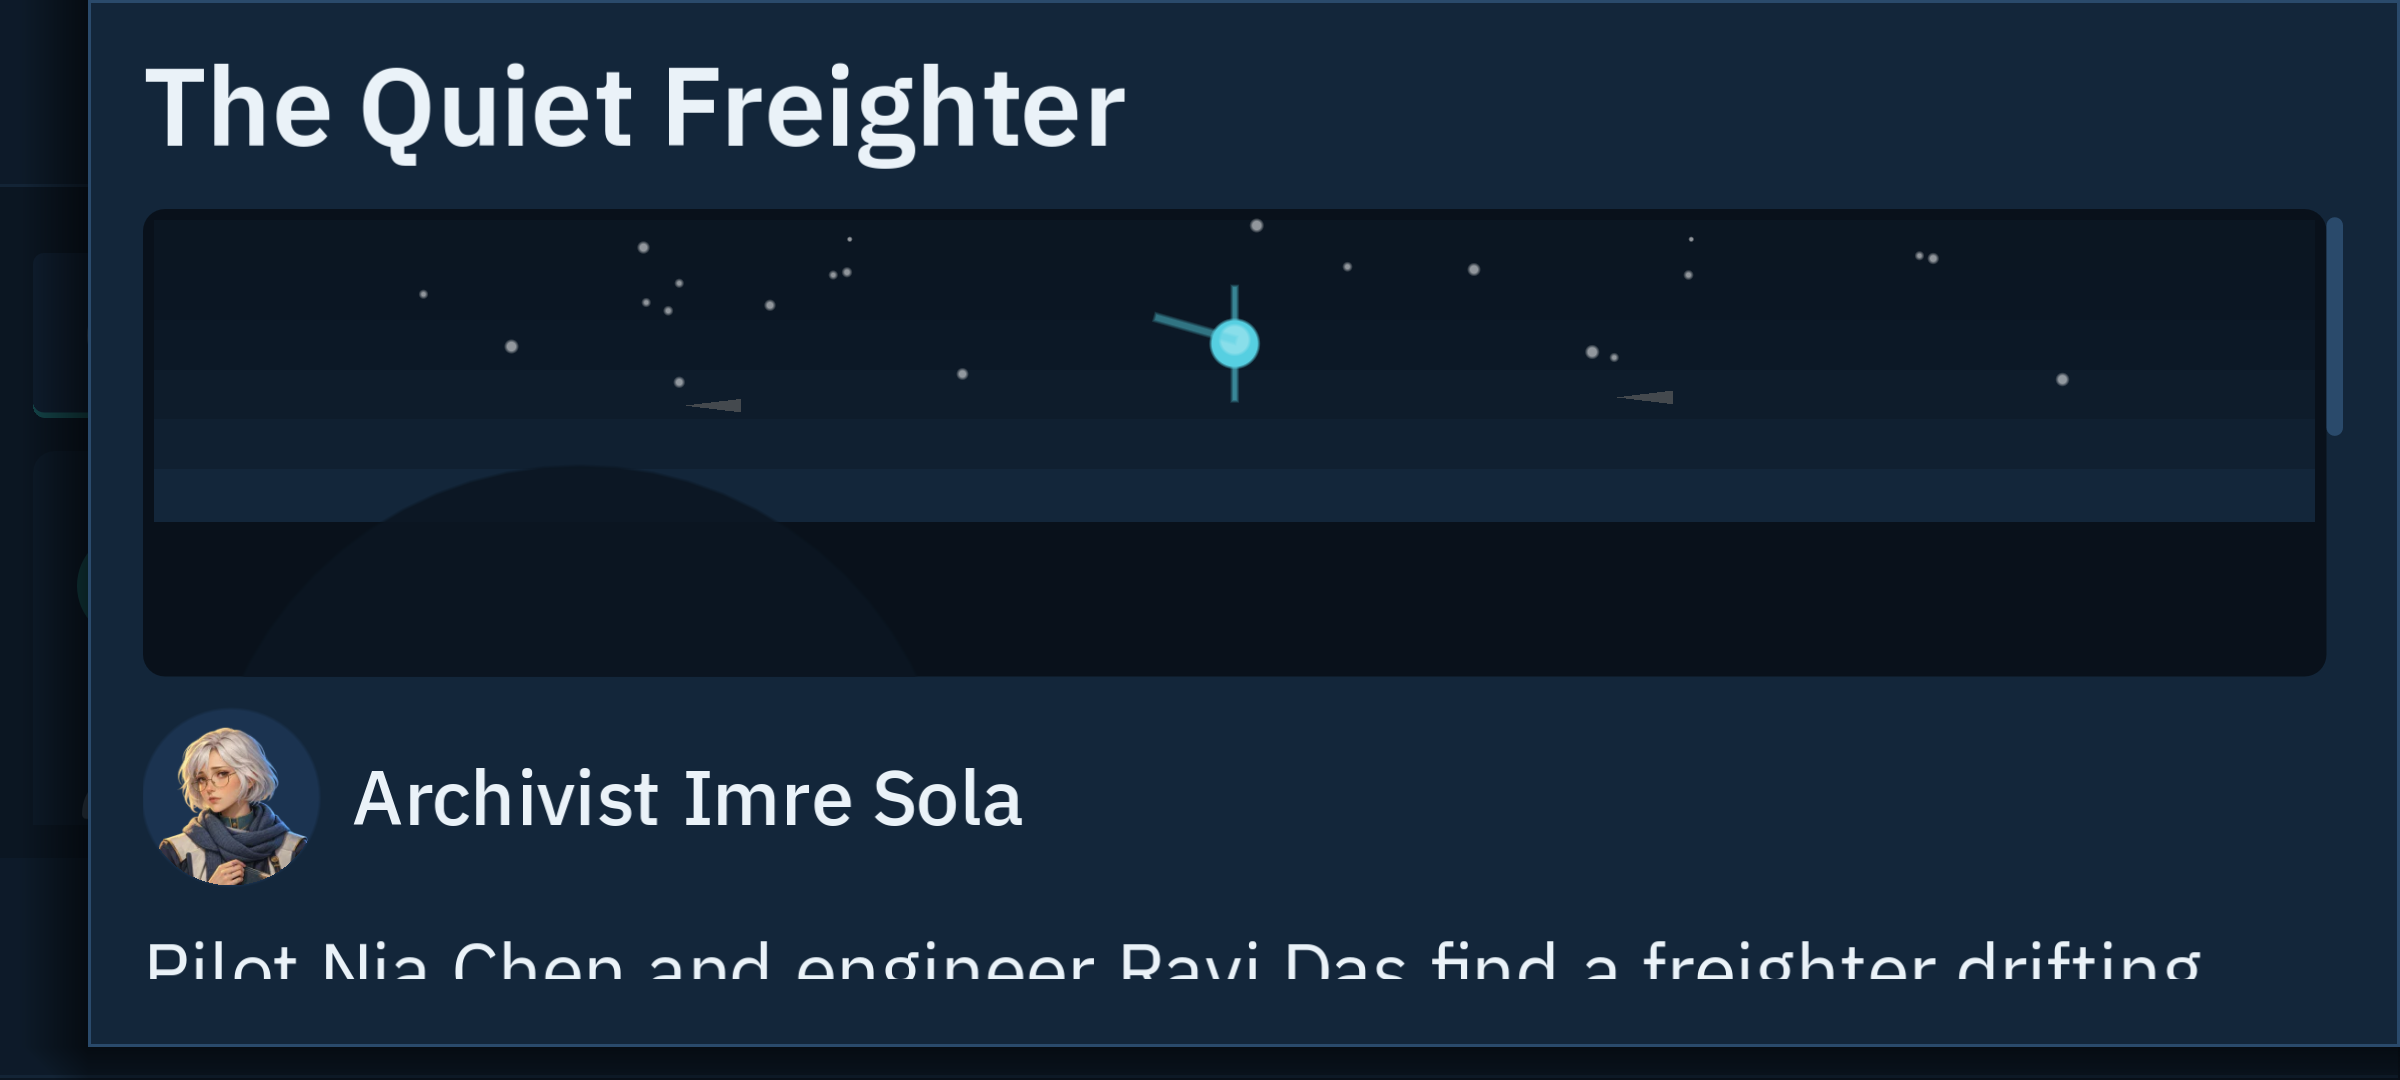 The Quiet Freighter
Archivist Imre Sola
Pilot Nia Chen and engineer Ravi Das find a freighter drifting